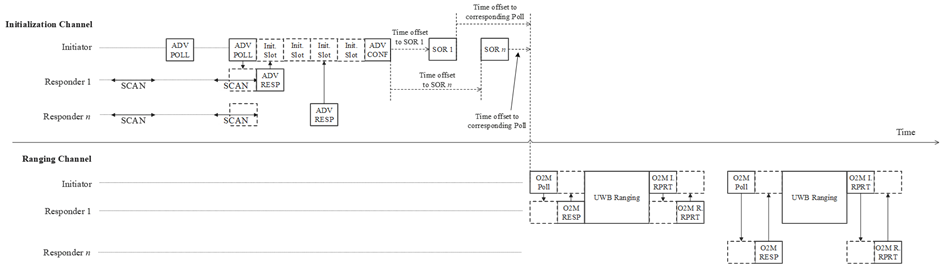 Initialization Channel
Time offset to
corresponding Poll
Initiator
ADV
POLL
ADV
POLL
Init.
Slot
Init.
Slot
Init.
Slot
Init.
Slot
ADV
CONF
Time offset
to SOR 1
SOR 1
SOR n
Responder 1
SCAN
SCAN
ADV
RESP
Time offset
to SOR n
Responder n
SCAN
SCAN
ADV
RESP
Time offset to
corresponding Poll
Time
Ranging Channel
Initiator
O2M
Poll
UWB Ranging
O2M I.
RPRT
O2M
Poll
UWB Ranging
O2M I.
RPRT
Responder 1
O2M
RESP
O2M R.
RPRT
Responder n
O2M
RESP
O2M R.
RPRT